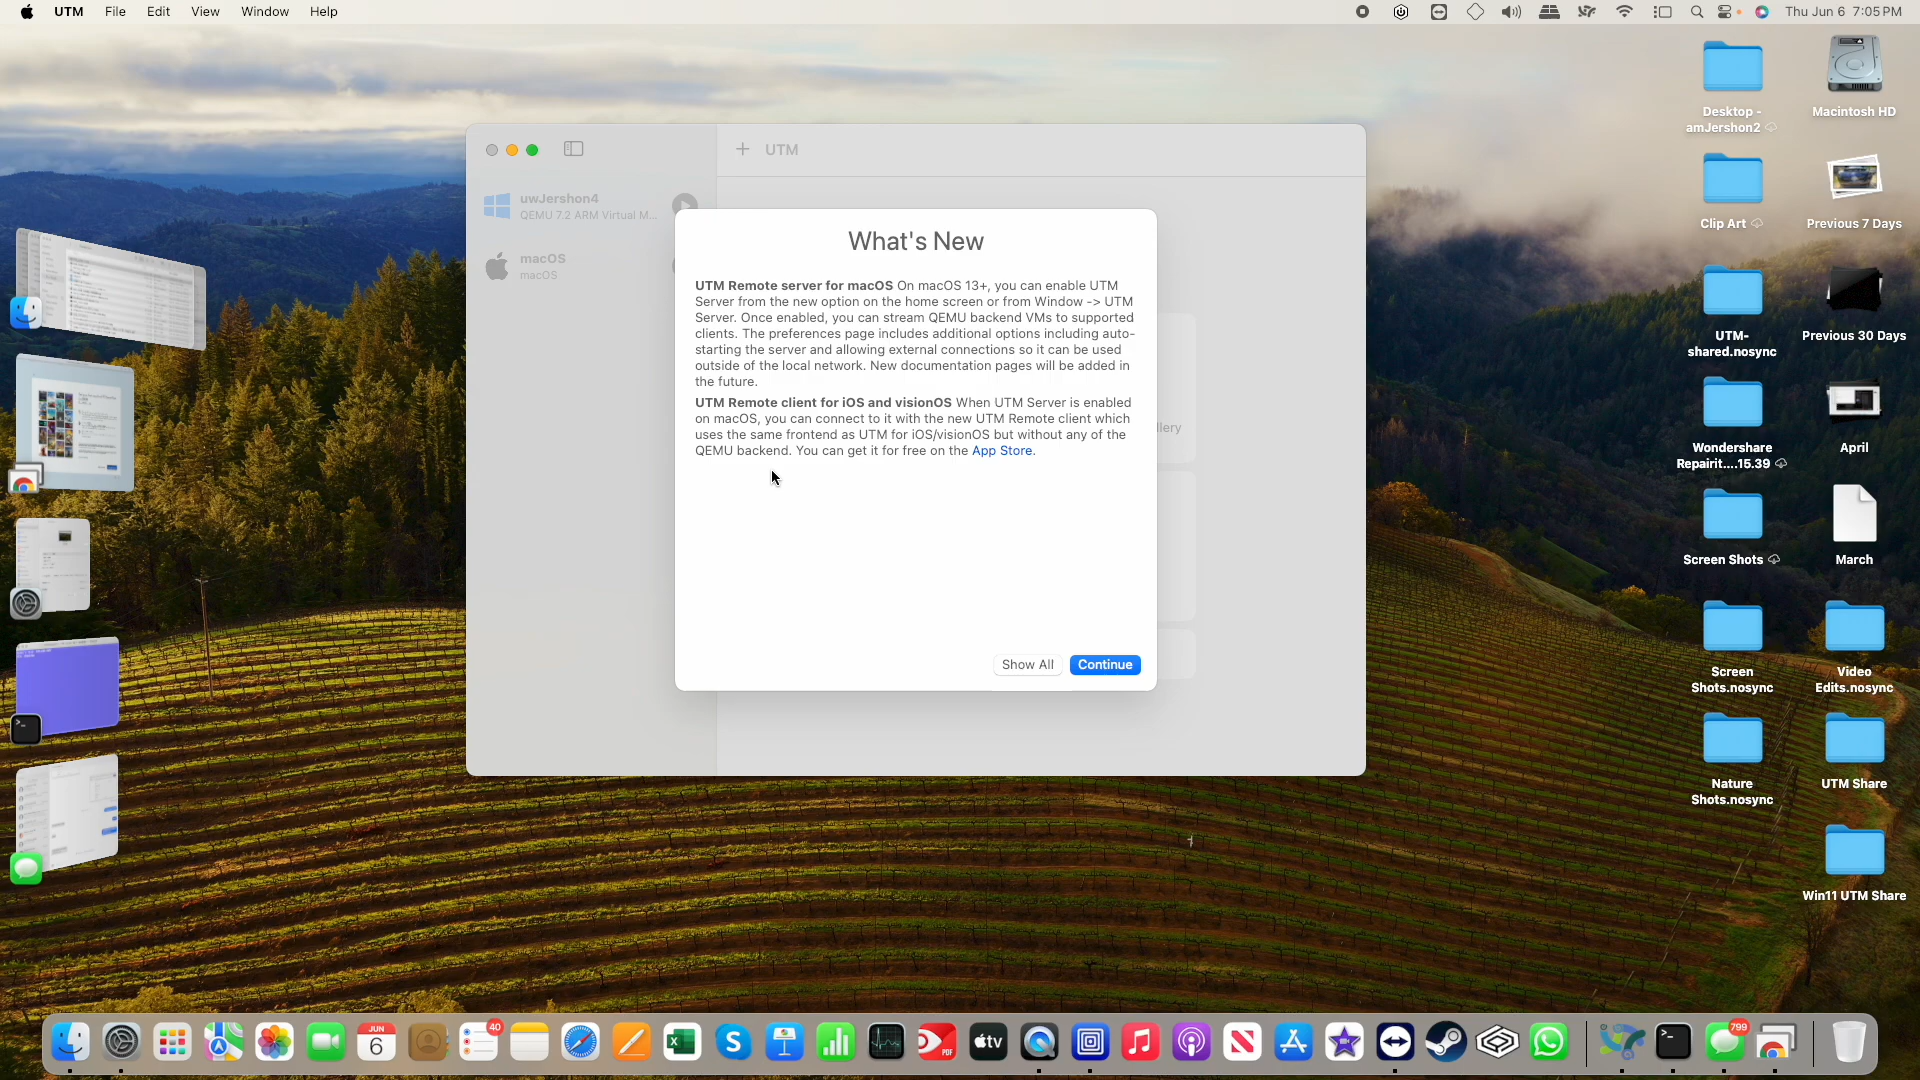 UTM File Edit View Window Help
Thu Jun 6 7:05 PM
Desktop -
amJershon2
Macintosh HD
Clip Art
Previous 7 Days
UTM-
shared.nosync
Previous 30 Days
Wondershare
Repairit....15.39
April
Screen Shots
March
Screen
Shots.nosync
Video
Edits.nosync
Nature
Shots.nosync
UTM Share
Win11 UTM Share
UTM
uwJershon4
QEMU 7.2 ARM Virtual M...
macOS
macOS
llery
What's New
UTM Remote server for macOS On macOS 13+, you can enable UTM
Server from the new option on the home screen or from Window -> UTM
Server. Once enabled, you can stream QEMU backend VMs to supported
clients. The preferences page includes additional options including auto-
starting the server and allowing external connections so it can be used
outside of the local network. New documentation pages will be added in
the future.
UTM Remote client for iOS and visionOS When UTM Server is enabled
on macOS, you can connect to it with the new UTM Remote client which
uses the same frontend as UTM for iOS/visionOS but without any of the
QEMU backend. You can get it for free on the App Store.
Show All Continue
JUN
6
40
PDF
tv
799